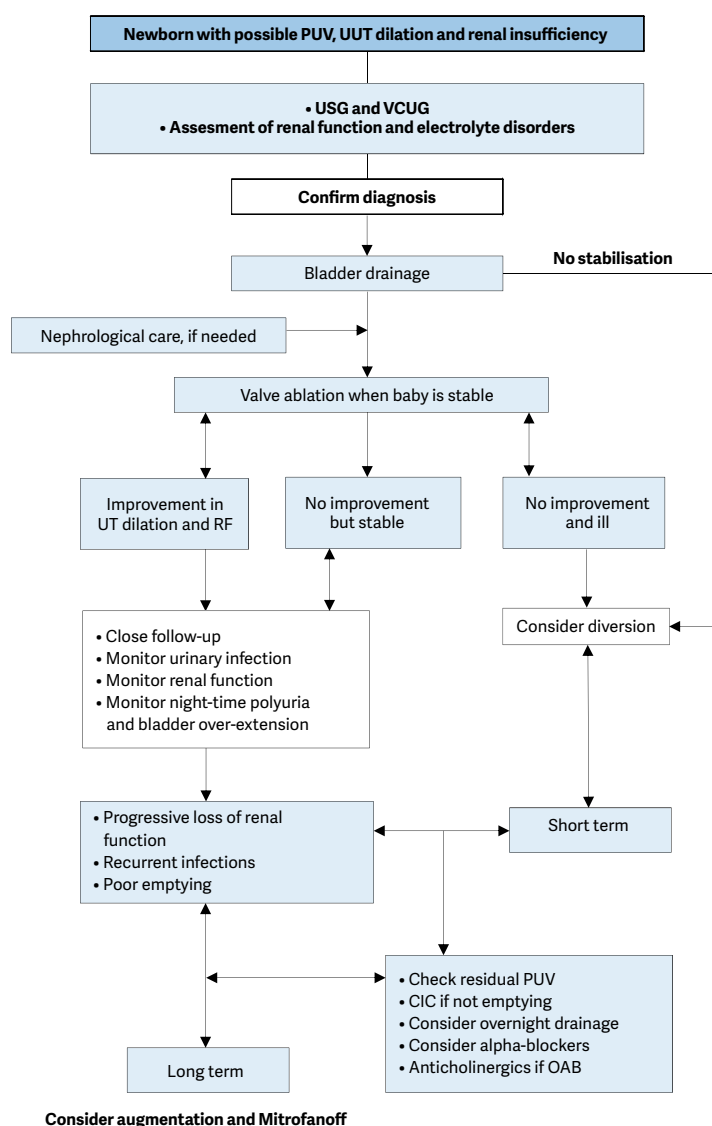 Newborn with possible PUV, UUT dilation and renal insufficiency
• USG and VCUG
• Assesment of renal function and electrolyte disorders
Confirm diagnosis
No stabilisation
Bladder drainage
Nephrological care, if needed
Valve ablation when baby is stable
Improvement in
UT dilation and RF
No improvement
but stable
No improvement
and ill
• Close follow-up
• Monitor urinary infection
• Monitor renal function
• Monitor night-time polyuria
and bladder over-extension
Consider diversion
• Progressive loss of renal
function
• Recurrent infections
• Poor emptying
Short term
• Check residual PUV
• CIC if not emptying
• Consider overnight drainage
• Consider alpha-blockers
• Anticholinergics if OAB
Long term
Consider augmentation and Mitrofanoff